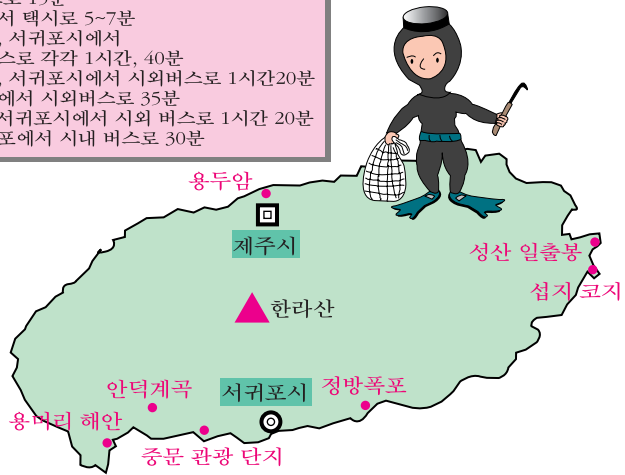 서 택시로 5~7분
, 서귀포시에서
스로 각각 1시간, 40분
, 서귀포시에서 시외버스로 1시간20분
에서 시외버스로 35분
서귀포시에서 시외 버스로 1시간 20분
포에서 시내 버스로 30분
용두암
제주시
성산 일출봉
섭지 코지
한라산
안덕계곡
서귀포시
정방폭포
용머리 해안
중문 관광 단지